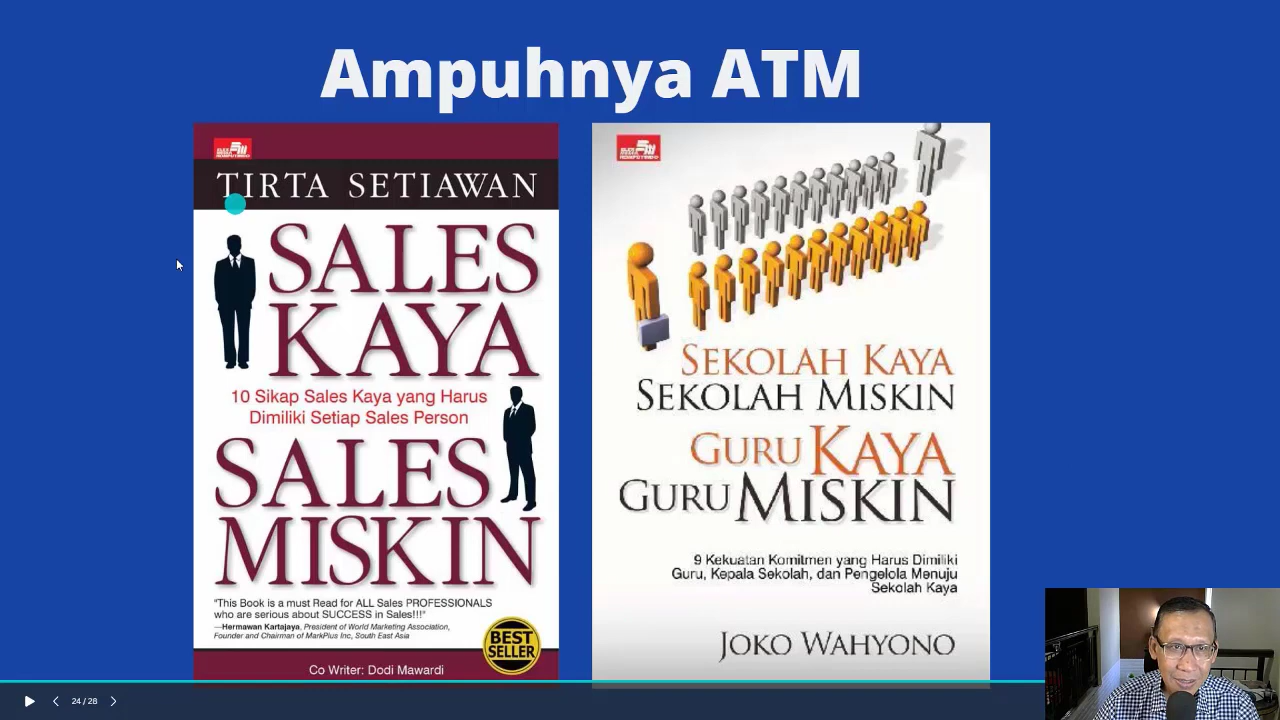 Ampuhnya ATM
TIRTA SETIAWAN
SALES
KAYA
10 Sikap Sales Kaya yang Harus
Dimiliki Setiap Sales Person
SALES
MISKIN
"This Book is a must Read for ALL Sales PROFESSIONALS
who are serious about SUCCESS in Sales!!!"
—Hermawan Kartajaya, President of World Marketing Association,
Founder and Chairman of MarkPlus Inc, South East Asia
BEST
SELLER
Co Writer: Dodi Mawardi
SEKOLAH KAYA
SEKOLAH MISKIN
GURU KAYA
GURU MISKIN
9 Kekuatan Komitmen yang Harus Dimiliki
Guru, Kepala Sekolah, dan Pengelola Menuju
Sekolah Kaya
JOKO WAHYONO
24 / 28